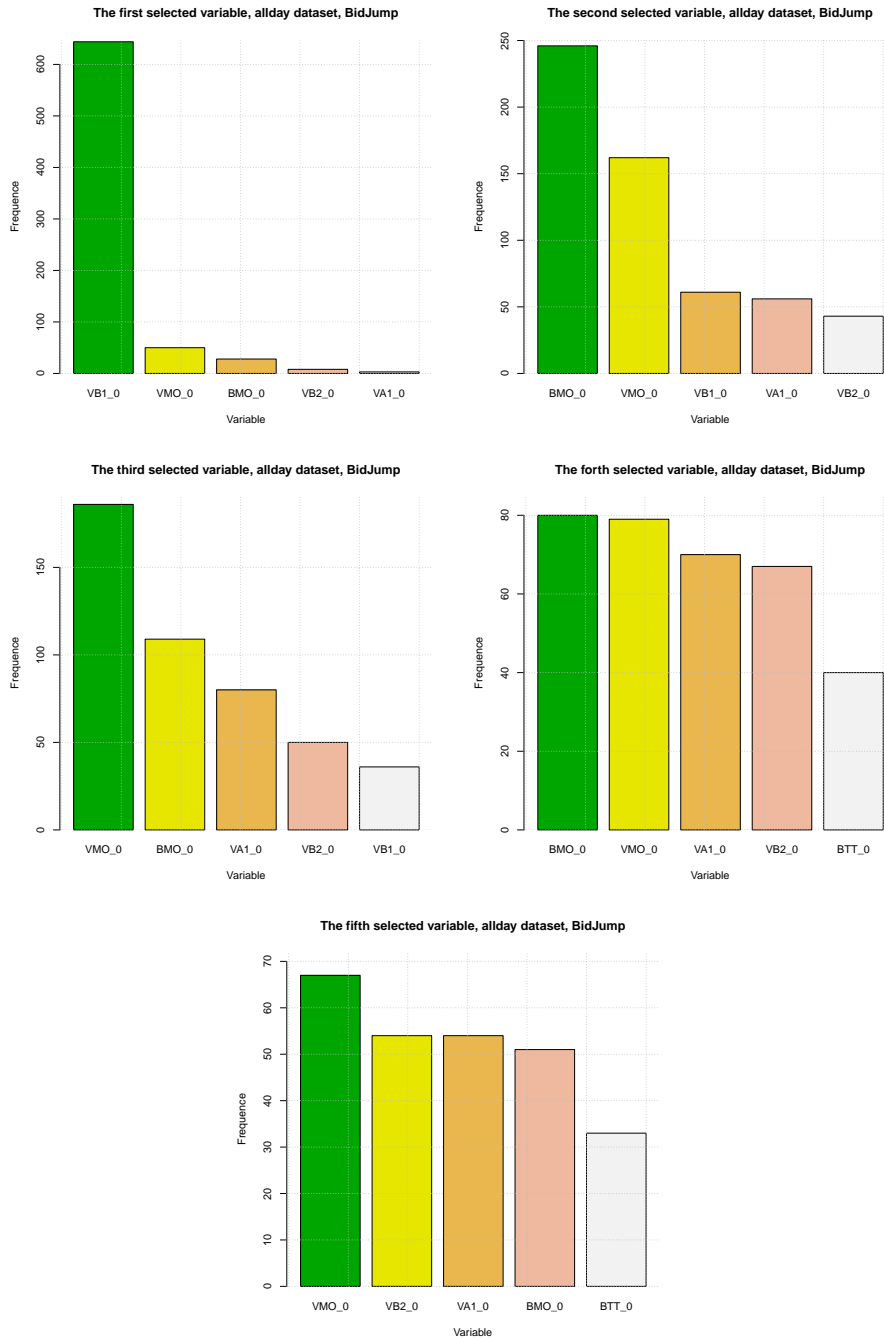 The first selected variable, allday dataset, BidJump
Frequence
600
500
400
300
200
100
0
VB1_0 VMO_0 BMO_0 VB2_0 VA1_0
Variable
The second selected variable, allday dataset, BidJump
Frequence
250
200
150
100
50
0
BMO_0 VMO_0 VB1_0 VA1_0 VB2_0
Variable
The third selected variable, allday dataset, BidJump
Frequence
150
100
50
0
VMO_0 BMO_0 VA1_0 VB2_0 VB1_0
Variable
The forth selected variable, allday dataset, BidJump
Frequence
80
60
40
20
0
BMO_0 VMO_0 VA1_0 VB2_0 BTT_0
Variable
The fifth selected variable, allday dataset, BidJump
Frequence
70
60
50
40
30
20
10
0
VMO_0 VB2_0 VA1_0 BMO_0 BTT_0
Variable